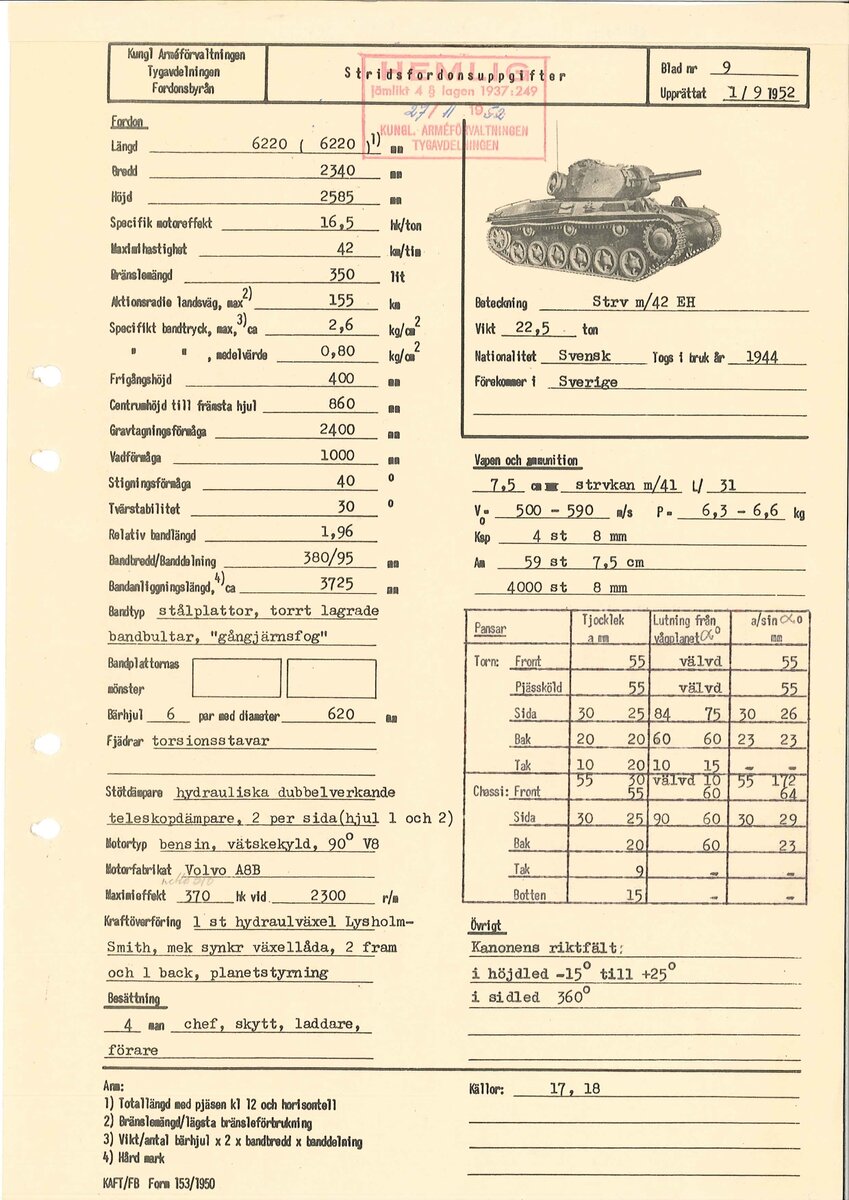 Kungl Arméförvaltningen
Tygavdelningen
Fordonsbyrån
Stridsfordonsuppgifter
HEMLIG
Jämlikt 4 § lagen 1937:249
27/11 1952
KUNGL. ARMÉFÖRVALTNINGEN
TYGAVDELNINGEN
Blad nr 9
Upprättat 1/9 1952
Fordon
Längd 6220 ( 6220 )1) mm
Bredd 2340 mm
Höjd 2585 mm
Specifik motoreffekt 16,5 hk/ton
Maximihastighet 42 km/tim
Bränslemängd 350 lit
Aktionsradie landsväg, max2) 155 km
Specifikt bandtryck, max,3)ca 2,6 kg/cm2
" " , medelvärde 0,80 kg/cm2
Frigångshöjd 400 mm
Centrumhöjd till främsta hjul 860 mm
Gravtagningsförmåga 2400 mm
Vadförmåga 1000 mm
Stigningsförmåga 40 °
Tvärstabilitet 30 °
Relativ bandlängd 1,96
Bandbredd/Banddelning 380/95 mm
Bandanliggningslängd,4)ca 3725 mm
Bandtyp stålplattor, torrt lagrade
bandbultar, "gångjärnsfog"
Bandplattornas
mönster
Bärhjul 6 par med diameter 620 mm
Fjädrar torsionsstavar
Stötdämpare hydrauliska dubbelverkande
teleskopdämpare, 2 per sida(hjul 1 och 2)
Motortyp bensin, vätskekyld, 90° V8
Motorfabrikat Volvo A8B
Maximieffekt 370 hk vid 2300 r/m
Kraftöverföring 1 st hydraulväxel Lysholm-
Smith, mek synkr växellåda, 2 fram
och 1 back, planetstyrning
Besättning
4 man chef, skytt, laddare,
förare
Beteckning Strv m/42 EH
Vikt 22,5 ton
Nationalitet Svensk Togs i bruk år 1944
Förekommer i Sverige
Vapen och ammunition
7,5 cm strvkan m/41 L/ 31
Vo= 500 - 590 m/s P= 6,3 - 6,6 kg
Ksp 4 st 8 mm
Am 59 st 7,5 cm
4000 st 8 mm
Pansar Tjocklek a mm Lutning från vågplanet α° a/sin α° mm
Torn: Front 55 välvd 55
Pjässköld 55 välvd 55
Sida 30 25 84 75 30 26
Bak 20 20 60 60 23 23
Tak 10 20 10 15 - -
55 30 välvd 10 55 172
Chassi: Front 55 60 64
Sida 30 25 90 60 30 29
Bak 20 60 23
Tak 9 - -
Botten 15 - -
Övrigt
Kanonens riktfält:
i höjdled -15° till +25°
i sidled 360°
Anm:
1) Totallängd med pjäsen kl 12 och horisontell
2) Bränslemängd/lägsta bränsleförbrukning
3) Vikt/antal bärhjul x 2 x bandbredd x banddelning
4) Hård mark
KAFT/FB Form 153/1950
Källor: 17, 18